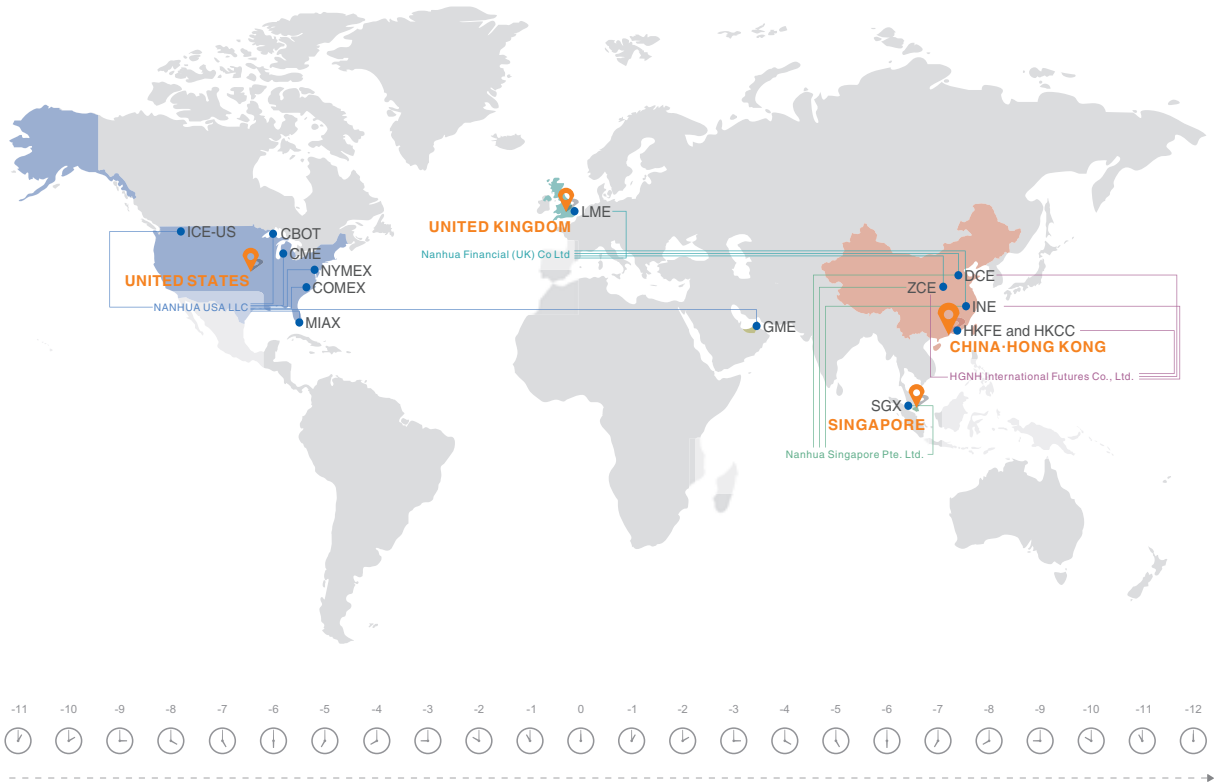 LME
UNITED KINGDOM
ICE-US
CBOT
Nanhua Financial (UK) Co Ltd
CME
NYMEX
DCE
UNITED STATES
COMEX
ZCE
NANHUA USA LLC
INE
MIAX
GME
HKFE and HKCC
CHINA·HONG KONG
HGNH International Futures Co., Ltd.
SGX
SINGAPORE
Nanhua Singapore Pte. Ltd.
-11 -10 -9 -8 -7 -6 -5 -4 -3 -2 -1 0 -1 -2 -3 -4 -5 -6 -7 -8 -9 -10 -11 -12